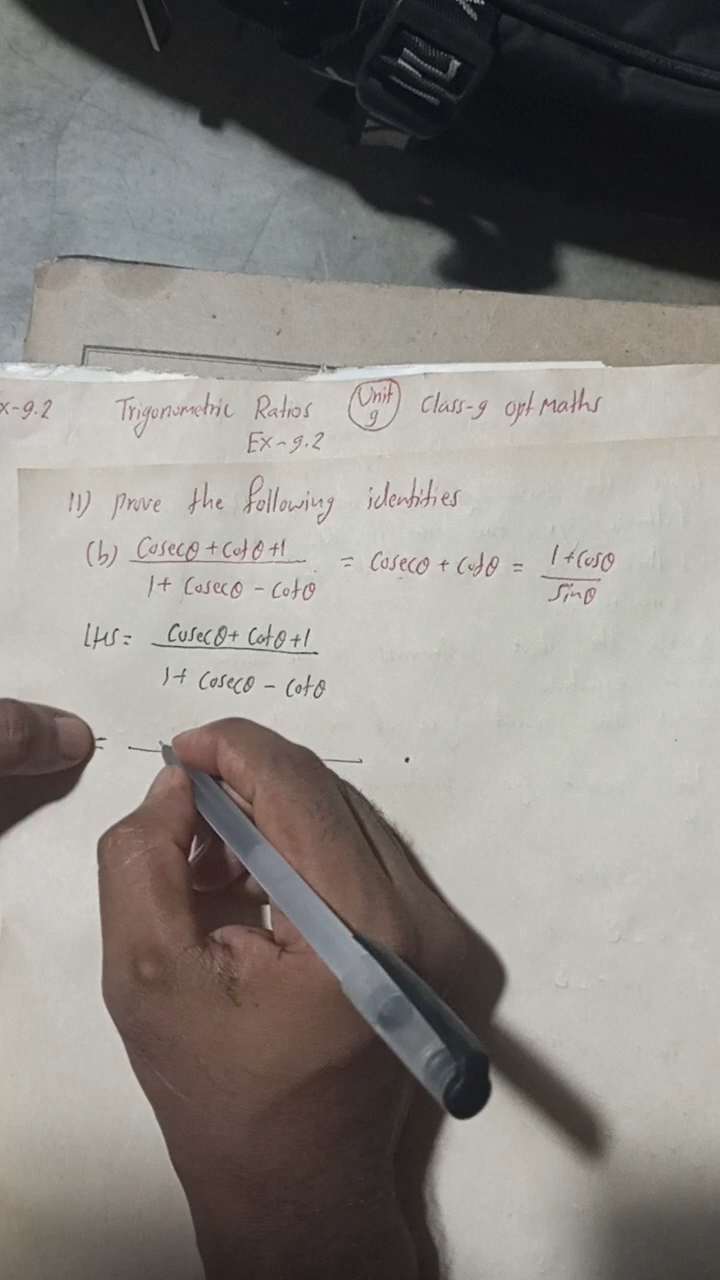 x-9.2 Trigonometric Ratios Unit 9 Class-9 opt Maths
Ex-9.2
11) prove the following identities
(b) Cosecθ + Cotθ + 1 / 1 + Cosecθ - Cotθ = Cosecθ + Cotθ = 1 + Cosθ / Sinθ
LHS = Cosecθ + Cotθ + 1 / 1 + Cosecθ - Cotθ
=